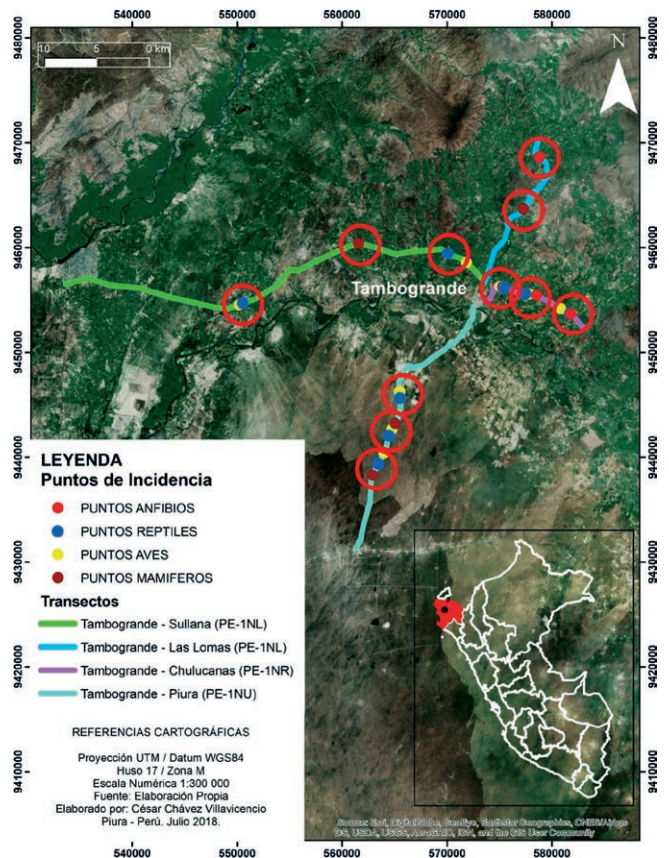 540000 550000 560000 570000 580000
9480000
9470000
9460000
9450000
9440000
9430000
9420000
9410000
10 5 0 km
N
Tambogrande
LEYENDA
Puntos de Incidencia
PUNTOS ANFIBIOS
PUNTOS REPTILES
PUNTOS AVES
PUNTOS MAMIFEROS
Transectos
Tambogrande - Sullana (PE-1NL)
Tambogrande - Las Lomas (PE-1NL)
Tambogrande - Chulucanas (PE-1NR)
Tambogrande - Piura (PE-1NU)
REFERENCIAS CARTOGRÁFICAS
Proyección UTM / Datum WGS84
Huso 17 / Zona M
Escala Numérica 1:300 000
Fuente: Elaboración Propia
Elaborado por: César Chávez Villavicencio
Piura - Perú. Julio 2018.
Source: Esri, DigitalGlobe, GeoEye, Earthstar Geographics, CNES/Airbus
DS, USDA, USGS, AeroGRID, IGN, and the GIS User Community
540000 550000 560000 570000 580000